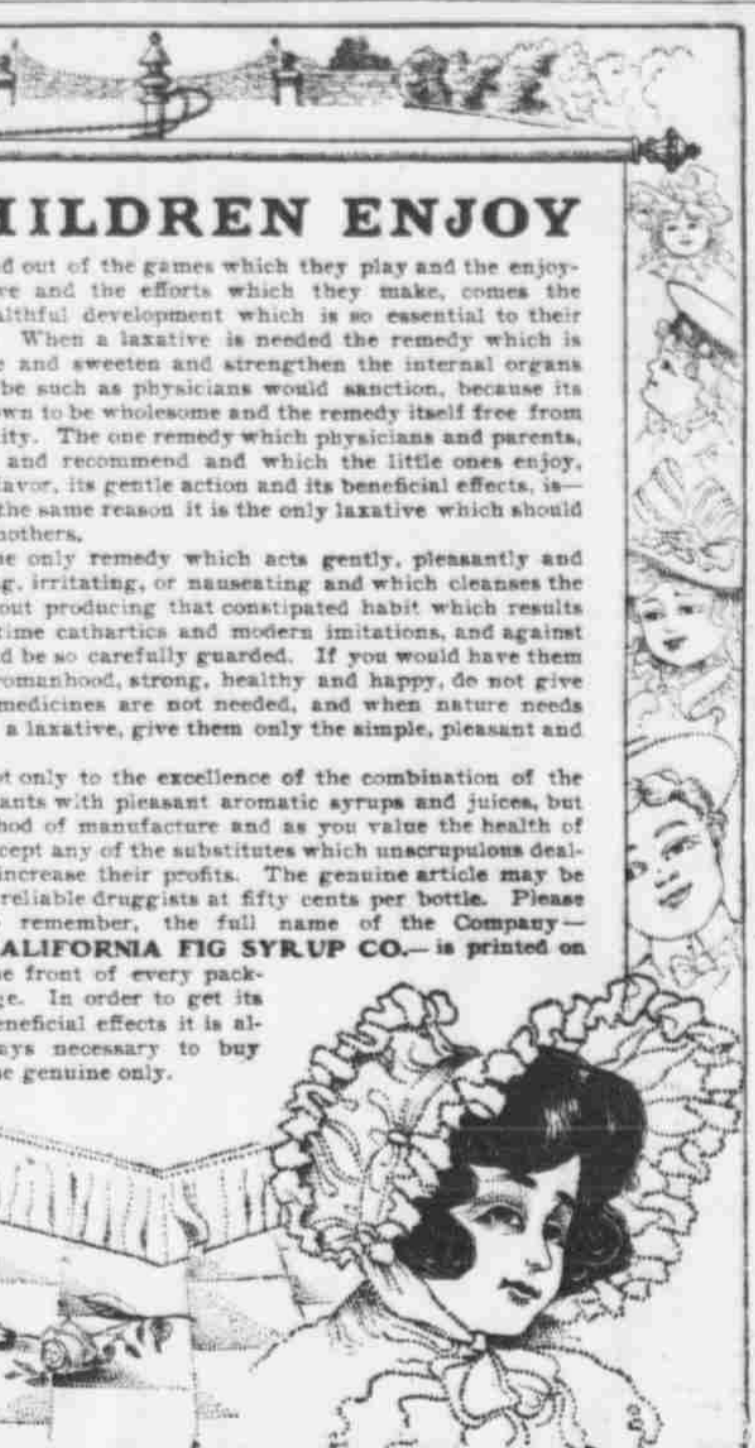 HILDREN ENJOY
d out of the games which they play and the enjoy-
re and the efforts which they make, comes the
althful development which is so essential to their
When a laxative is needed the remedy which is
e and sweeten and strengthen the internal organs
be such as physicians would sanction, because its
own to be wholesome and the remedy itself free from
ity. The one remedy which physicians and parents,
and recommend and which the little ones enjoy,
lavor, its gentle action and its beneficial effects, is—
the same reason it is the only laxative which should
mothers.
he only remedy which acts gently, pleasantly and
g, irritating, or nauseating and which cleanses the
out producing that constipated habit which results
time cathartics and modern imitations, and against
d be so carefully guarded. If you would have them
womanhood, strong, healthy and happy, do not give
medicines are not needed, and when nature needs
a laxative, give them only the simple, pleasant and
ot only to the excellence of the combination of the
ants with pleasant aromatic syrups and juices, but
hod of manufacture and as you value the health of
cept any of the substitutes which unscrupulous deal-
increase their profits. The genuine article may be
reliable druggists at fifty cents per bottle. Please
remember, the full name of the Company—
ALIFORNIA FIG SYRUP CO.—is printed on
he front of every pack-
ge. In order to get its
eneficial effects it is al-
ays necessary to buy
he genuine only.